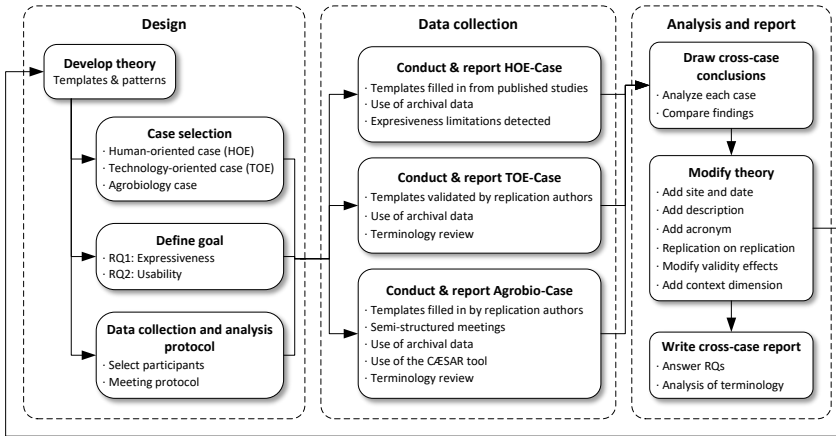 Design
Develop theory
Templates & patterns
Case selection
· Human-oriented case (HOE)
· Technology-oriented case (TOE)
· Agrobiology case
Define goal
· RQ1: Expressiveness
· RQ2: Usability
Data collection and analysis
protocol
· Select participants
· Meeting protocol
Data collection
Conduct & report HOE-Case
· Templates filled in from published studies
· Use of archival data
· Expresiveness limitations detected
Conduct & report TOE-Case
· Templates validated by replication authors
· Use of archival data
· Terminology review
Conduct & report Agrobio-Case
· Templates filled in by replication authors
· Semi-structured meetings
· Use of archival data
· Use of the CÆSAR tool
· Terminology review
Analysis and report
Draw cross-case
conclusions
· Analyze each case
· Compare findings
Modify theory
· Add site and date
· Add description
· Add acronym
· Replication on replication
· Modify validity effects
· Add context dimension
Write cross-case report
· Answer RQs
· Analysis of terminology